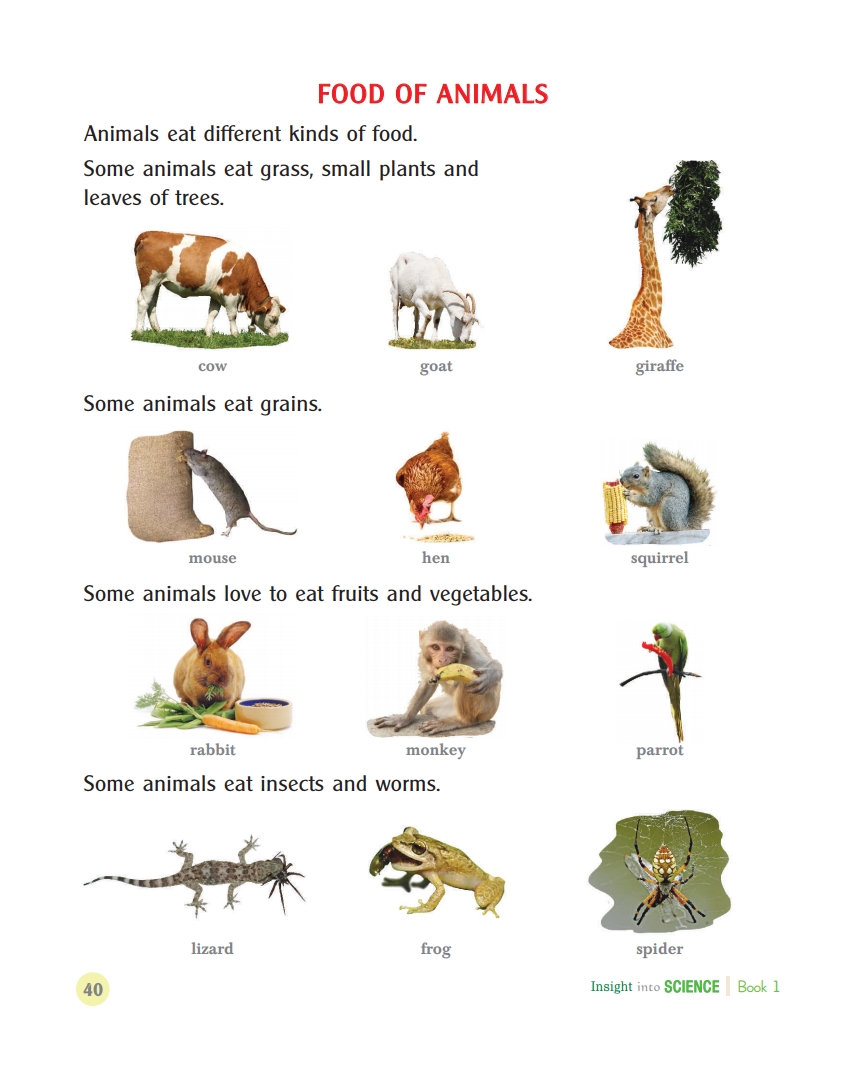 FOOD OF ANIMALS
Animals eat different kinds of food.
Some animals eat grass, small plants and
leaves of trees.
cow goat giraffe
Some animals eat grains.
mouse hen squirrel
Some animals love to eat fruits and vegetables.
rabbit monkey parrot
Some animals eat insects and worms.
lizard frog spider
40 Insight into SCIENCE Book 1